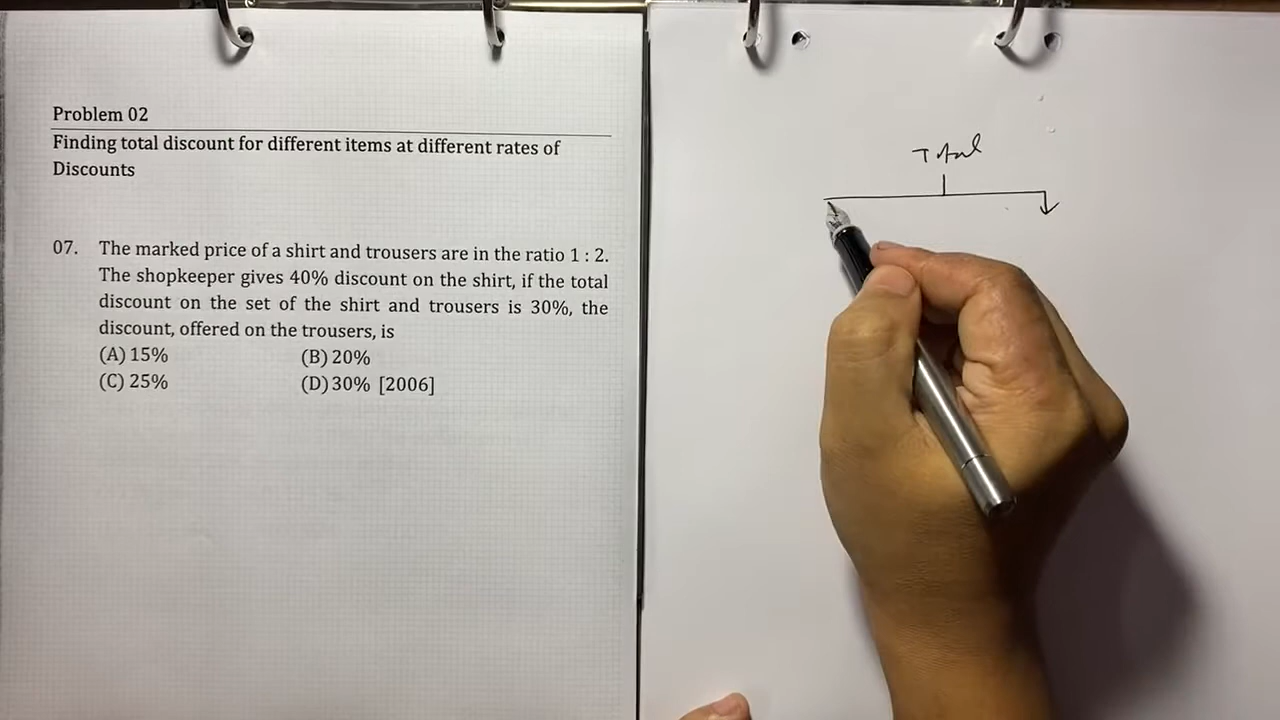 Problem 02
Finding total discount for different items at different rates of
Discounts
07. The marked price of a shirt and trousers are in the ratio 1 : 2.
The shopkeeper gives 40% discount on the shirt, if the total
discount on the set of the shirt and trousers is 30%, the
discount, offered on the trousers, is
(A) 15% (B) 20%
(C) 25% (D) 30% [2006]
Total